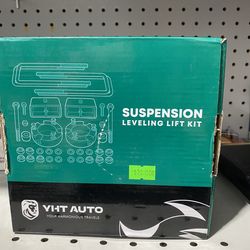 SUSPENSION
LEVELING LIFT KIT
YHT AUTO
YOUR HARMONIOUS TRAVELS